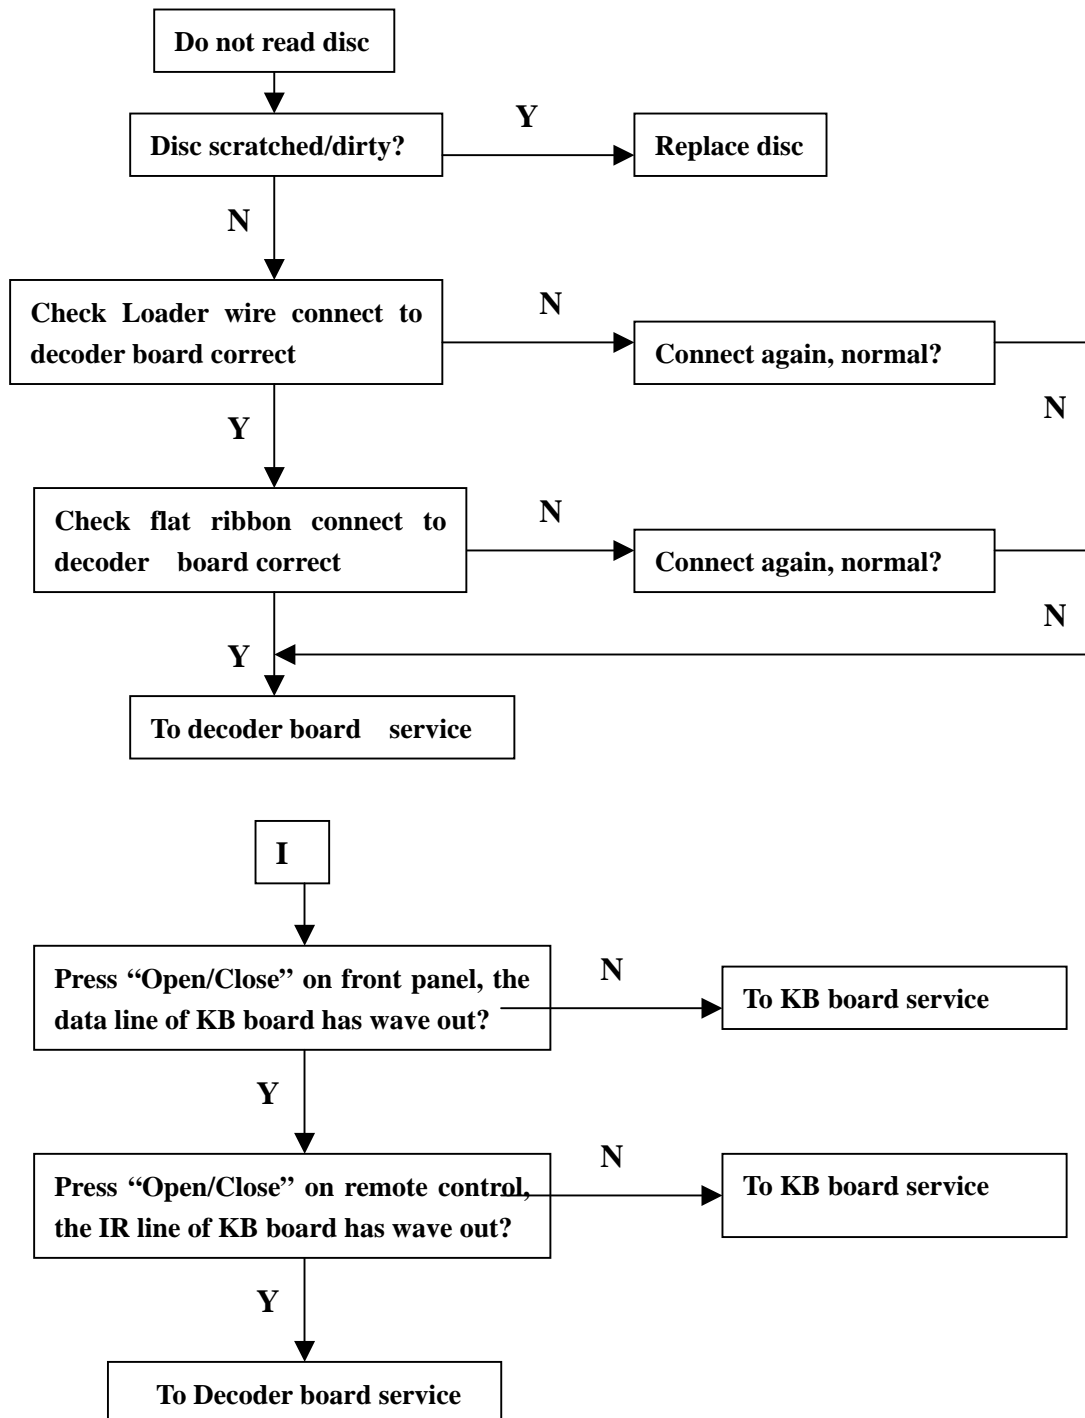 Do not read disc
Disc scratched/dirty?
Y
Replace disc
N
Check Loader wire connect to
decoder board correct
N
Connect again, normal?
N
Y
Check flat ribbon connect to
decoder board correct
N
Connect again, normal?
N
Y
To decoder board service
I
Press “Open/Close” on front panel, the
data line of KB board has wave out?
N
To KB board service
Y
Press “Open/Close” on remote control,
the IR line of KB board has wave out?
N
To KB board service
Y
To Decoder board service